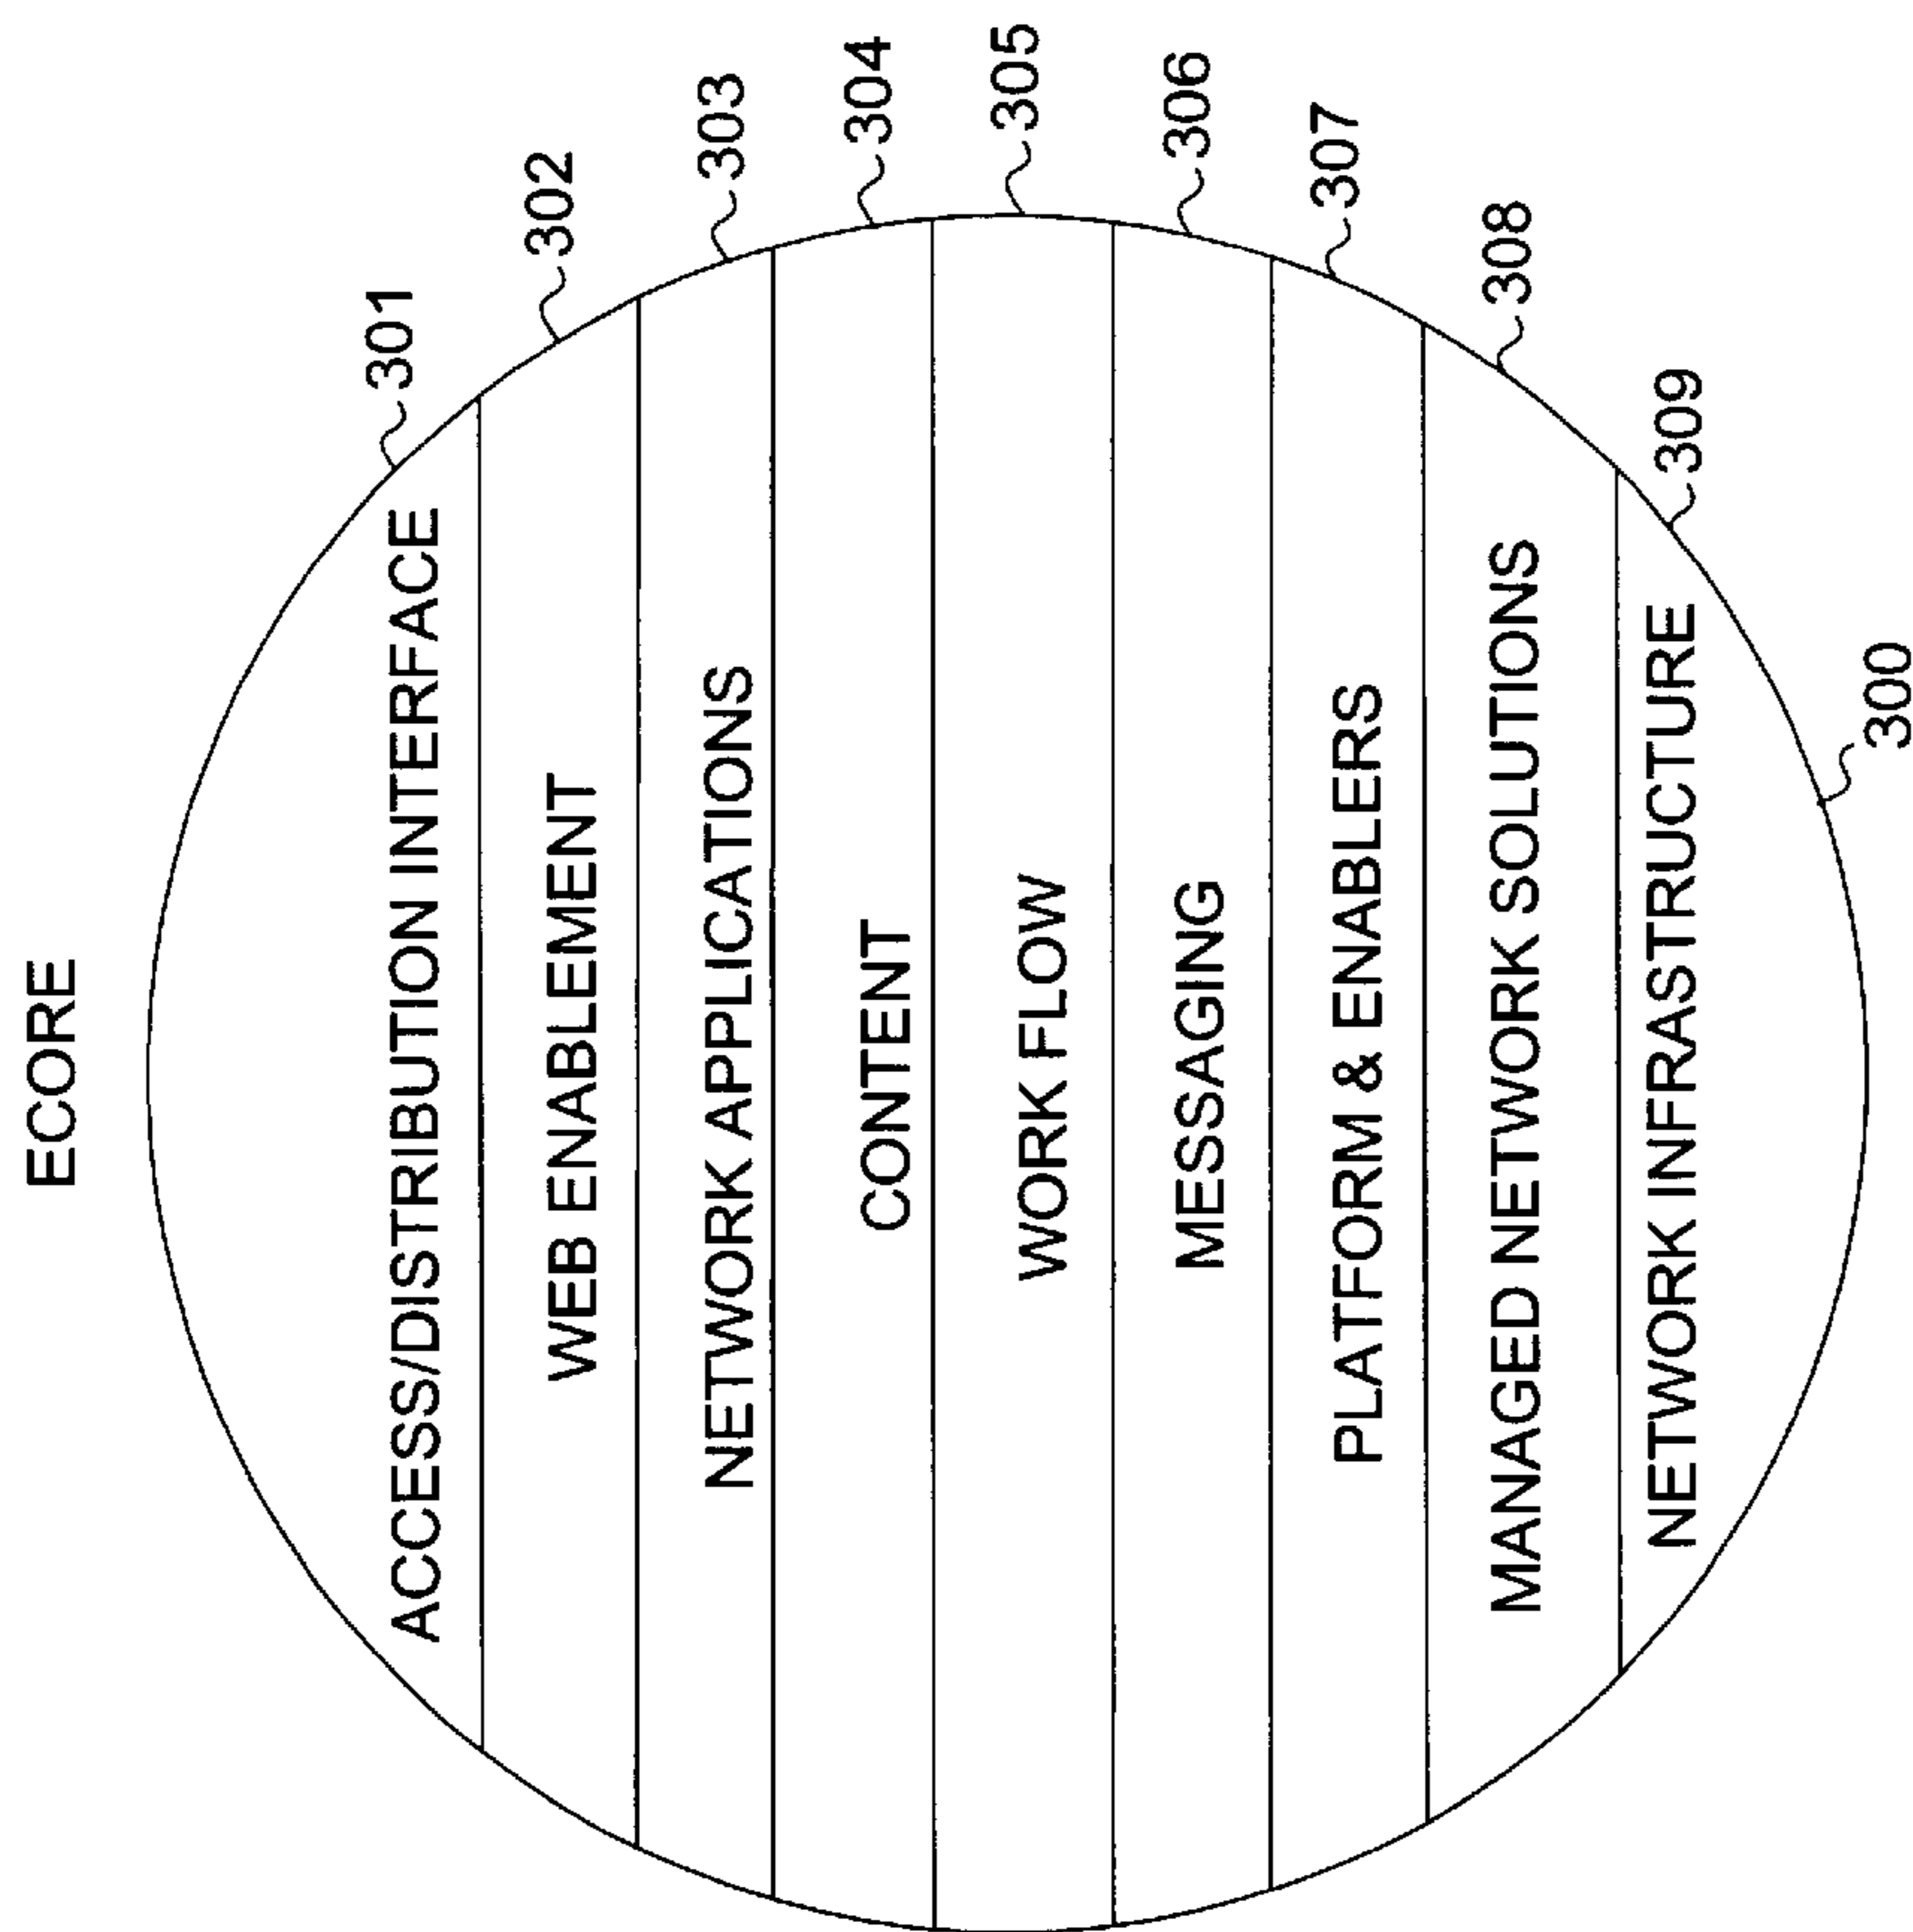 ECORE
ACCESS/DISTRIBUTION INTERFACE
301
WEB ENABLEMENT
302
NETWORK APPLICATIONS
303
CONTENT
304
WORK FLOW
305
MESSAGING
306
PLATFORM & ENABLERS
307
MANAGED NETWORK SOLUTIONS
308
NETWORK INFRASTRUCTURE
309
300